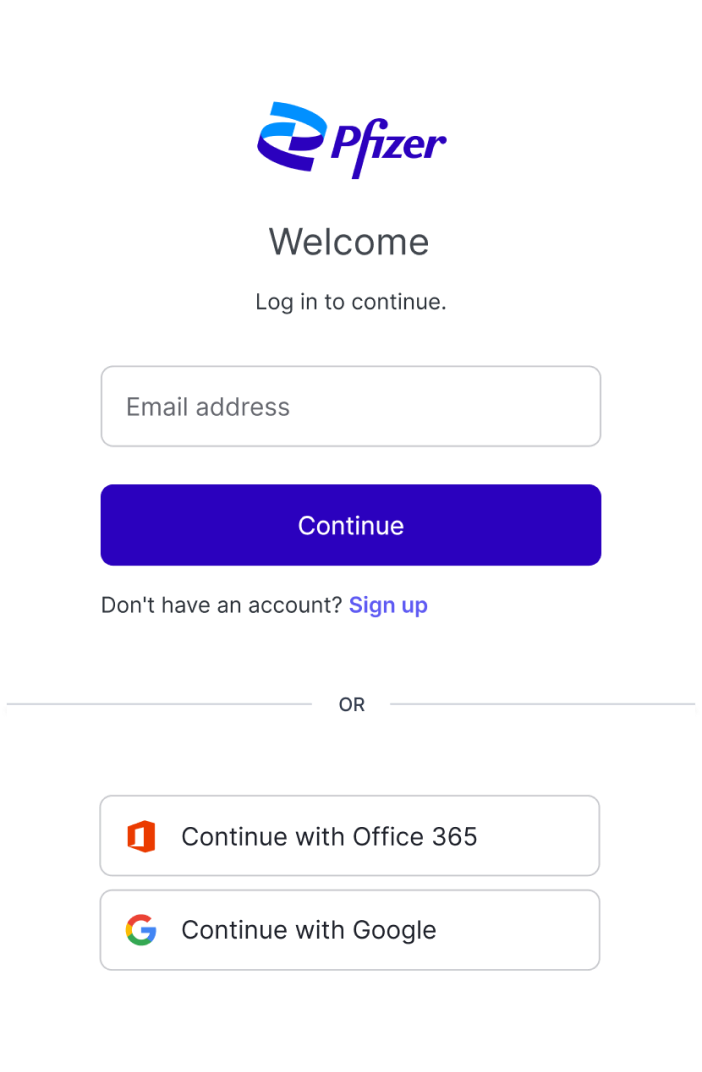 Pfizer
Welcome
Log in to continue.
Email address
Continue
Don't have an account? Sign up
OR
Continue with Office 365
Continue with Google